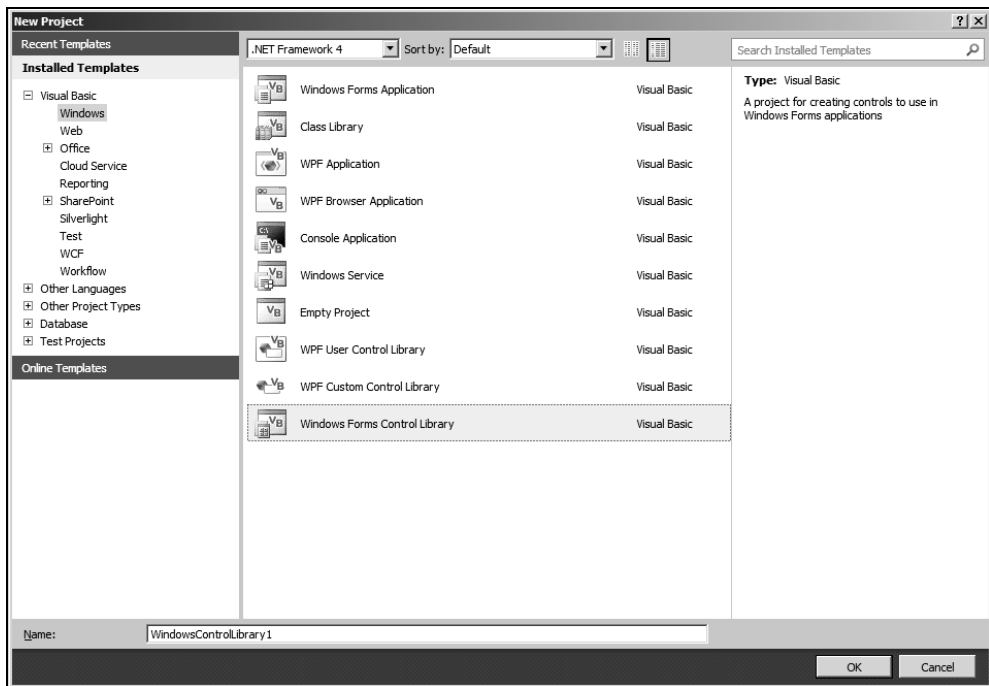 New Project
Recent Templates
Installed Templates
Visual Basic
Windows
Web
Office
Cloud Service
Reporting
SharePoint
Silverlight
Test
WCF
Workflow
Other Languages
Other Project Types
Database
Test Projects
Online Templates
.NET Framework 4 Sort by: Default
Windows Forms Application Visual Basic
Class Library Visual Basic
WPF Application Visual Basic
WPF Browser Application Visual Basic
Console Application Visual Basic
Windows Service Visual Basic
Empty Project Visual Basic
WPF User Control Library Visual Basic
WPF Custom Control Library Visual Basic
Windows Forms Control Library Visual Basic
Search Installed Templates
Type: Visual Basic
A project for creating controls to use in
Windows Forms applications
Name: WindowsControlLibrary1
OK Cancel